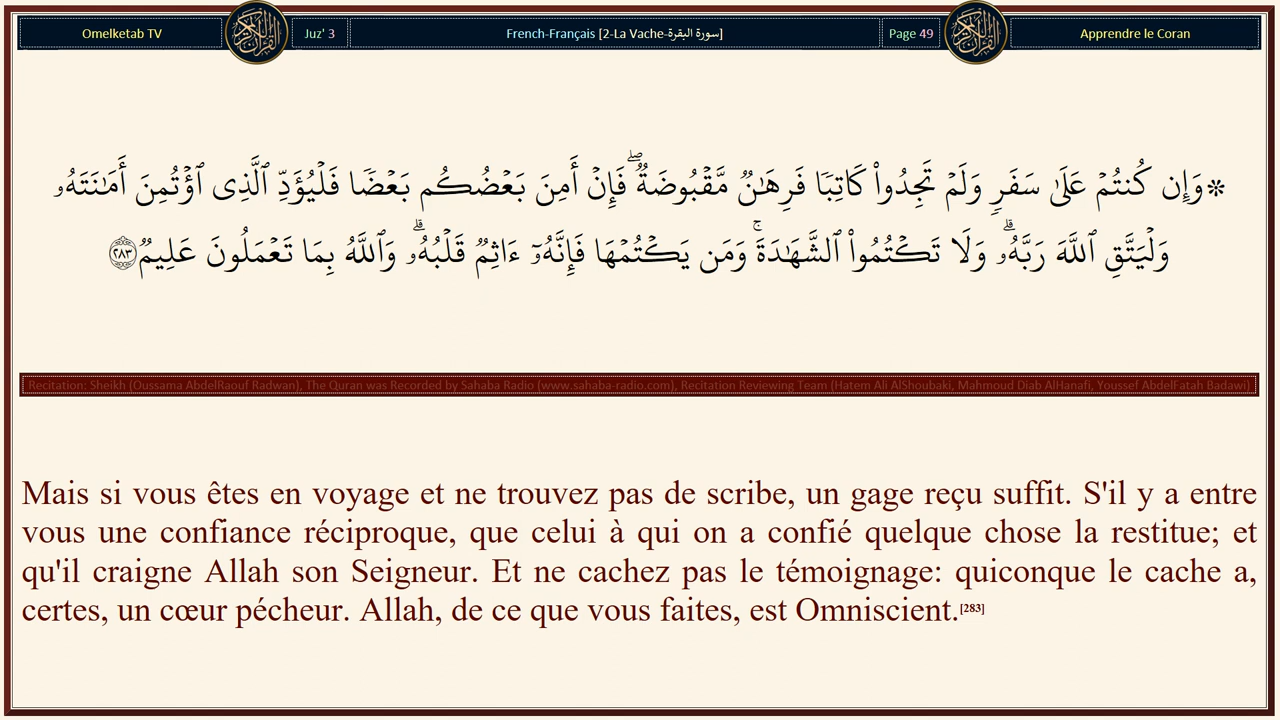 Omelketab TV
Juz' 3
French-Français [2-La Vache-سورة البقرة]
Page 49
Apprendre le Coran
۞ وَإِن كُنتُمْ عَلَىٰ سَفَرٍ وَلَمْ تَجِدُوا۟ كَاتِبًا فَرِهَـٰنٌ مَّقْبُوضَةٌ ۖ فَإِنْ أَمِنَ بَعْضُكُم بَعْضًا فَلْيُؤَدِّ ٱلَّذِى ٱؤْتُمِنَ أَمَـٰنَتَهُۥ
وَلْيَتَّقِ ٱللَّهَ رَبَّهُۥ ۗ وَلَا تَكْتُمُوا۟ ٱلشَّهَـٰدَةَ ۚ وَمَن يَكْتُمْهَا فَإِنَّهُۥٓ ءَاثِمٌ قَلْبُهُۥ ۗ وَٱللَّهُ بِمَا تَعْمَلُونَ عَلِيمٌ ٢٨٣
Recitation: Sheikh (Oussama AbdelRaouf Radwan), The Quran was Recorded by Sahaba Radio (www.sahaba-radio.com), Recitation Reviewing Team (Hatem Ali AlShoubaki, Mahmoud Diab AlHanafi, Youssef AbdelFatah Badawi)
Mais si vous êtes en voyage et ne trouvez pas de scribe, un gage reçu suffit. S'il y a entre
vous une confiance réciproque, que celui à qui on a confié quelque chose la restitue; et
qu'il craigne Allah son Seigneur. Et ne cachez pas le témoignage: quiconque le cache a,
certes, un cœur pécheur. Allah, de ce que vous faites, est Omniscient.[283]